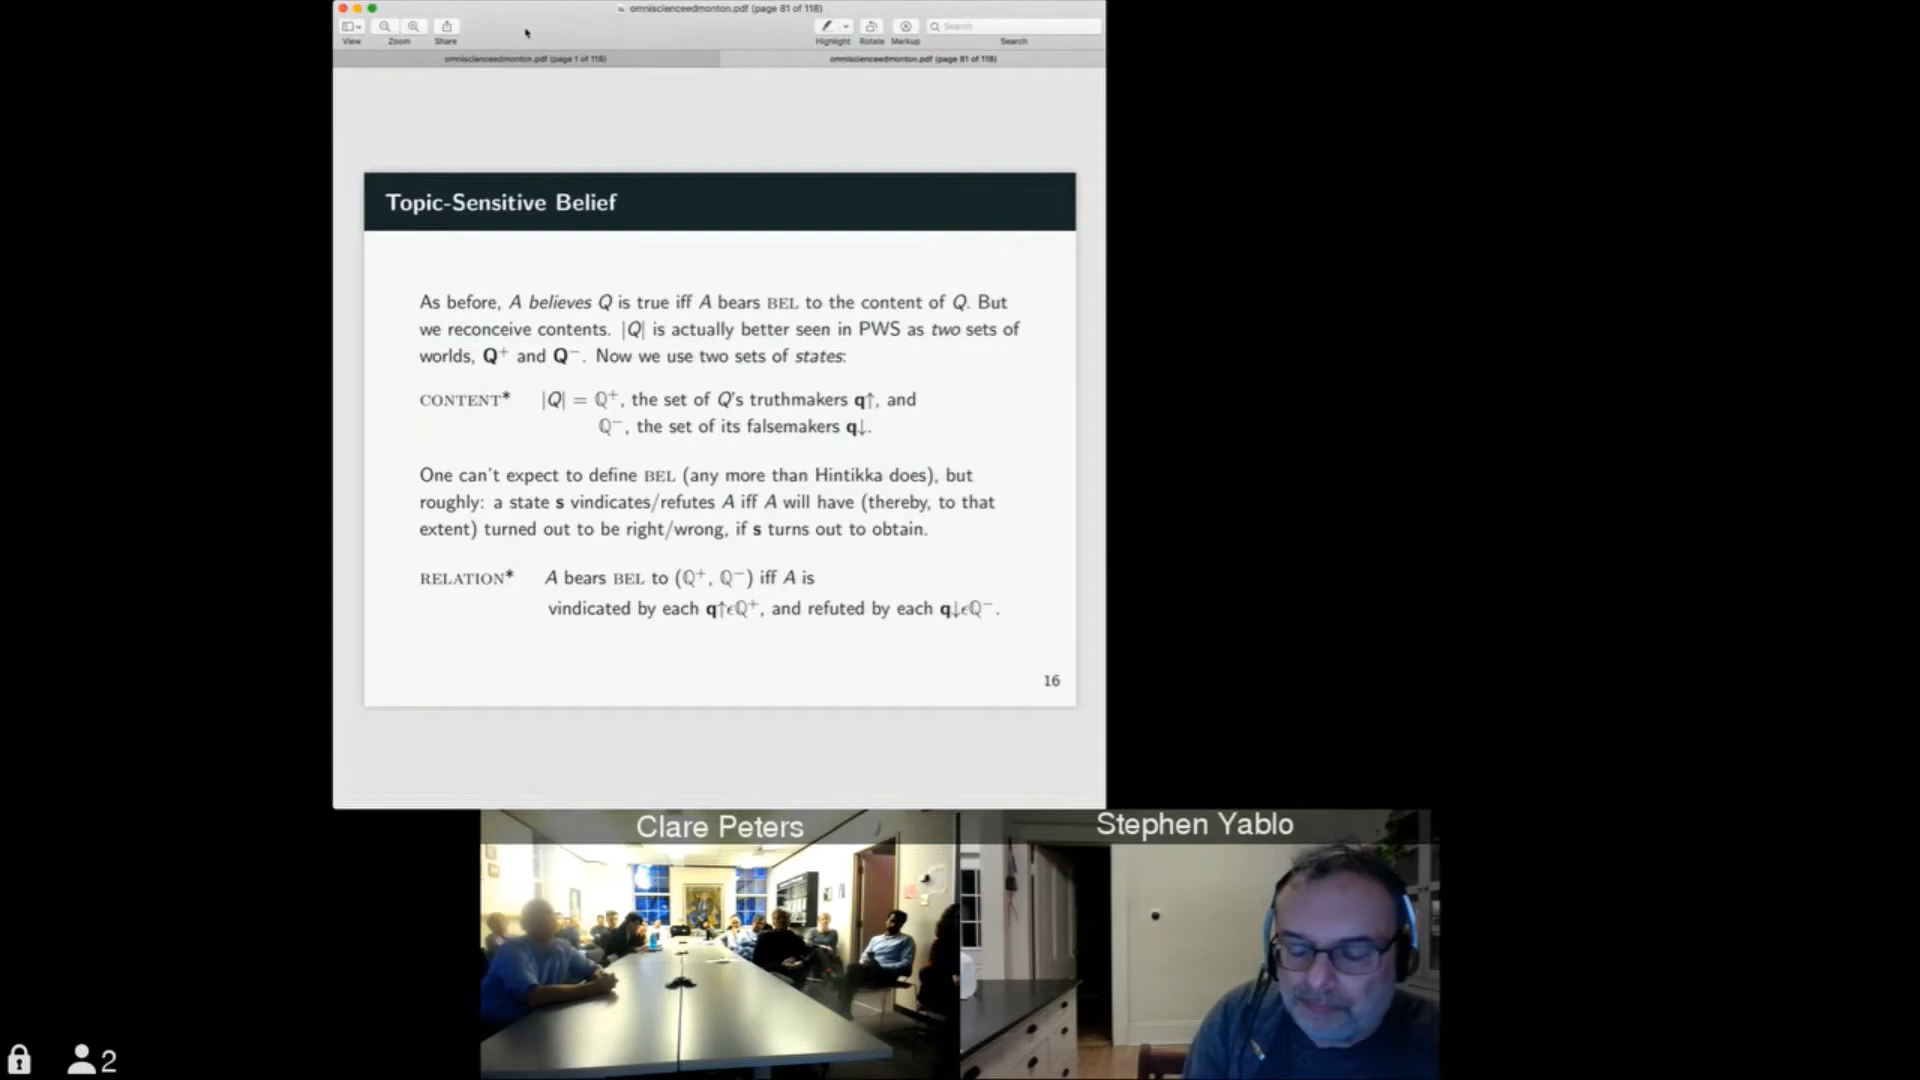 omniscienceedmonton.pdf (page 81 of 118)
View Zoom Share Highlight Rotate Markup Search
Search
omniscienceedmonton.pdf (page 1 of 118) omniscienceedmonton.pdf (page 81 of 118)
Topic-Sensitive Belief
As before, A believes Q is true iff A bears BEL to the content of Q. But
we reconceive contents. |Q| is actually better seen in PWS as two sets of
worlds, Q⁺ and Q⁻. Now we use two sets of states:
CONTENT* |Q| = ℚ⁺, the set of Q's truthmakers q↑, and
ℚ⁻, the set of its falsemakers q↓.
One can't expect to define BEL (any more than Hintikka does), but
roughly: a state s vindicates/refutes A iff A will have (thereby, to that
extent) turned out to be right/wrong, if s turns out to obtain.
RELATION* A bears BEL to (ℚ⁺, ℚ⁻) iff A is
vindicated by each q↑ϵℚ⁺, and refuted by each q↓ϵℚ⁻.
16
Clare Peters
Stephen Yablo
2